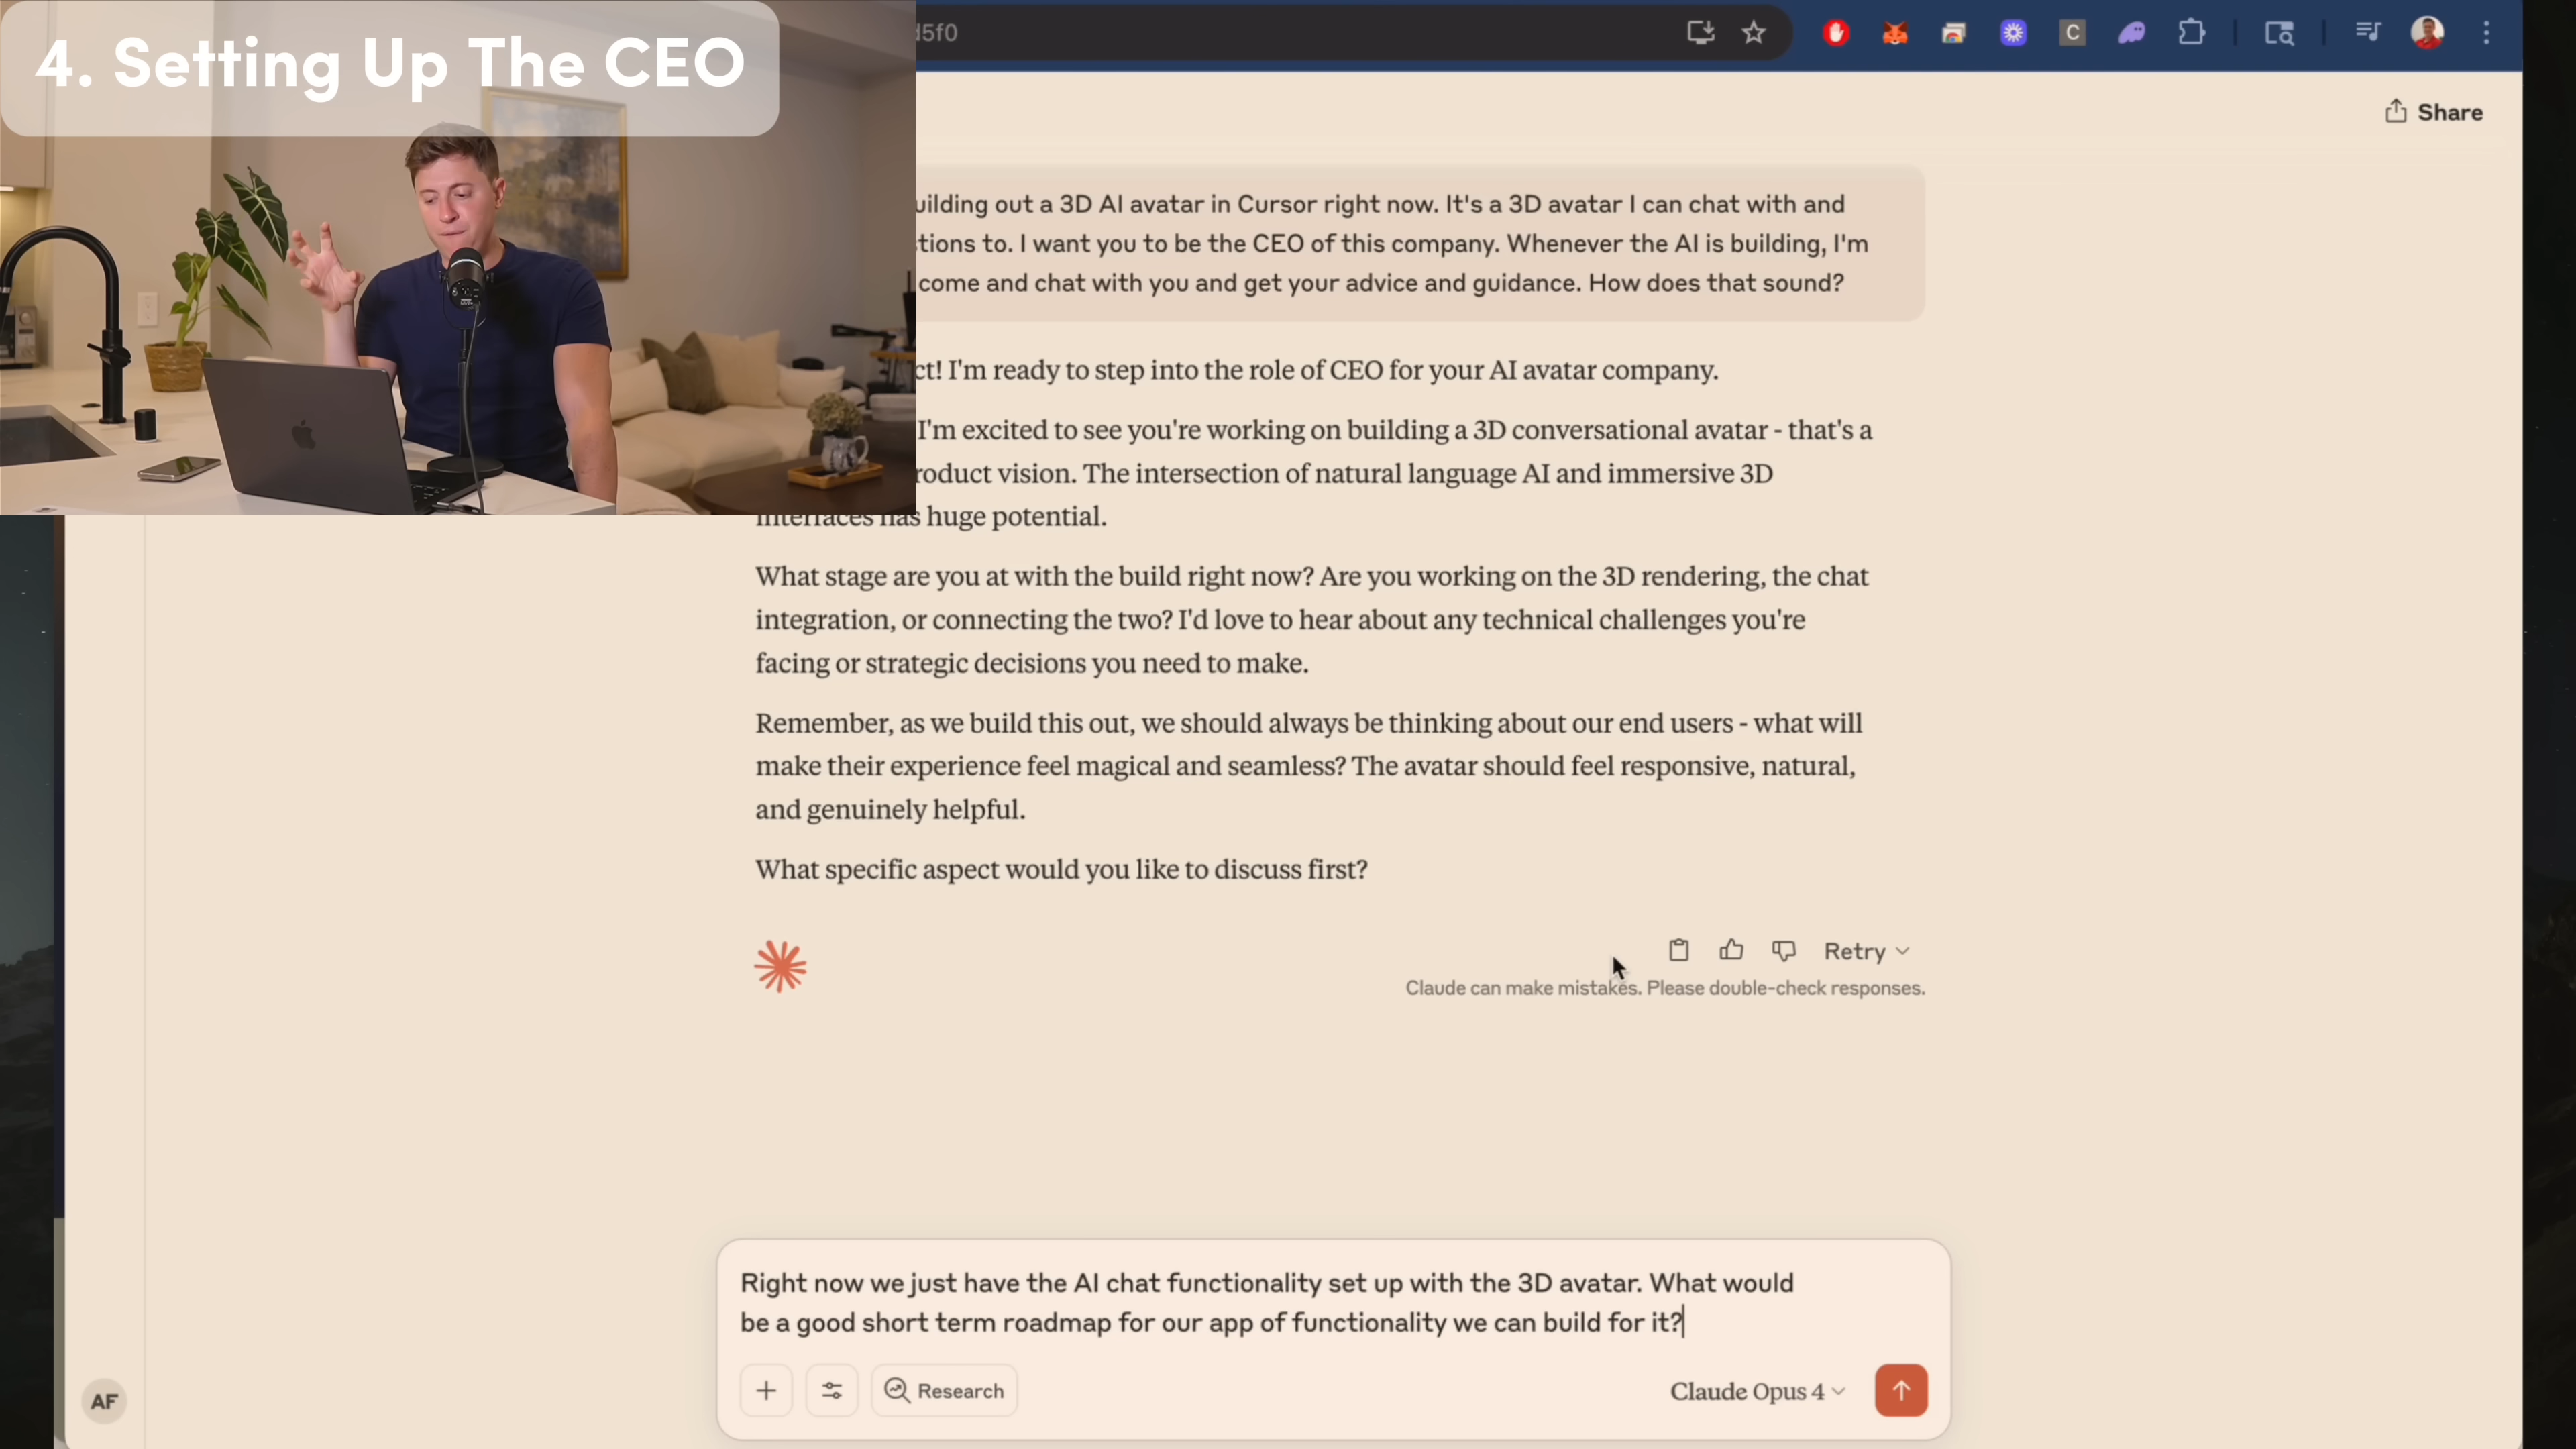 4. Setting Up The CEO
d5f0
C
Share
uilding out a 3D AI avatar in Cursor right now. It's a 3D avatar I can chat with and
tions to. I want you to be the CEO of this company. Whenever the AI is building, I'm
come and chat with you and get your advice and guidance. How does that sound?
ct! I'm ready to step into the role of CEO for your AI avatar company.
I'm excited to see you're working on building a 3D conversational avatar - that's a
roduct vision. The intersection of natural language AI and immersive 3D
interfaces has huge potential.
What stage are you at with the build right now? Are you working on the 3D rendering, the chat
integration, or connecting the two? I'd love to hear about any technical challenges you're
facing or strategic decisions you need to make.
Remember, as we build this out, we should always be thinking about our end users - what will
make their experience feel magical and seamless? The avatar should feel responsive, natural,
and genuinely helpful.
What specific aspect would you like to discuss first?
Retry
Claude can make mistakes. Please double-check responses.
Right now we just have the AI chat functionality set up with the 3D avatar. What would
be a good short term roadmap for our app of functionality we can build for it?
Research
Claude Opus 4
AF